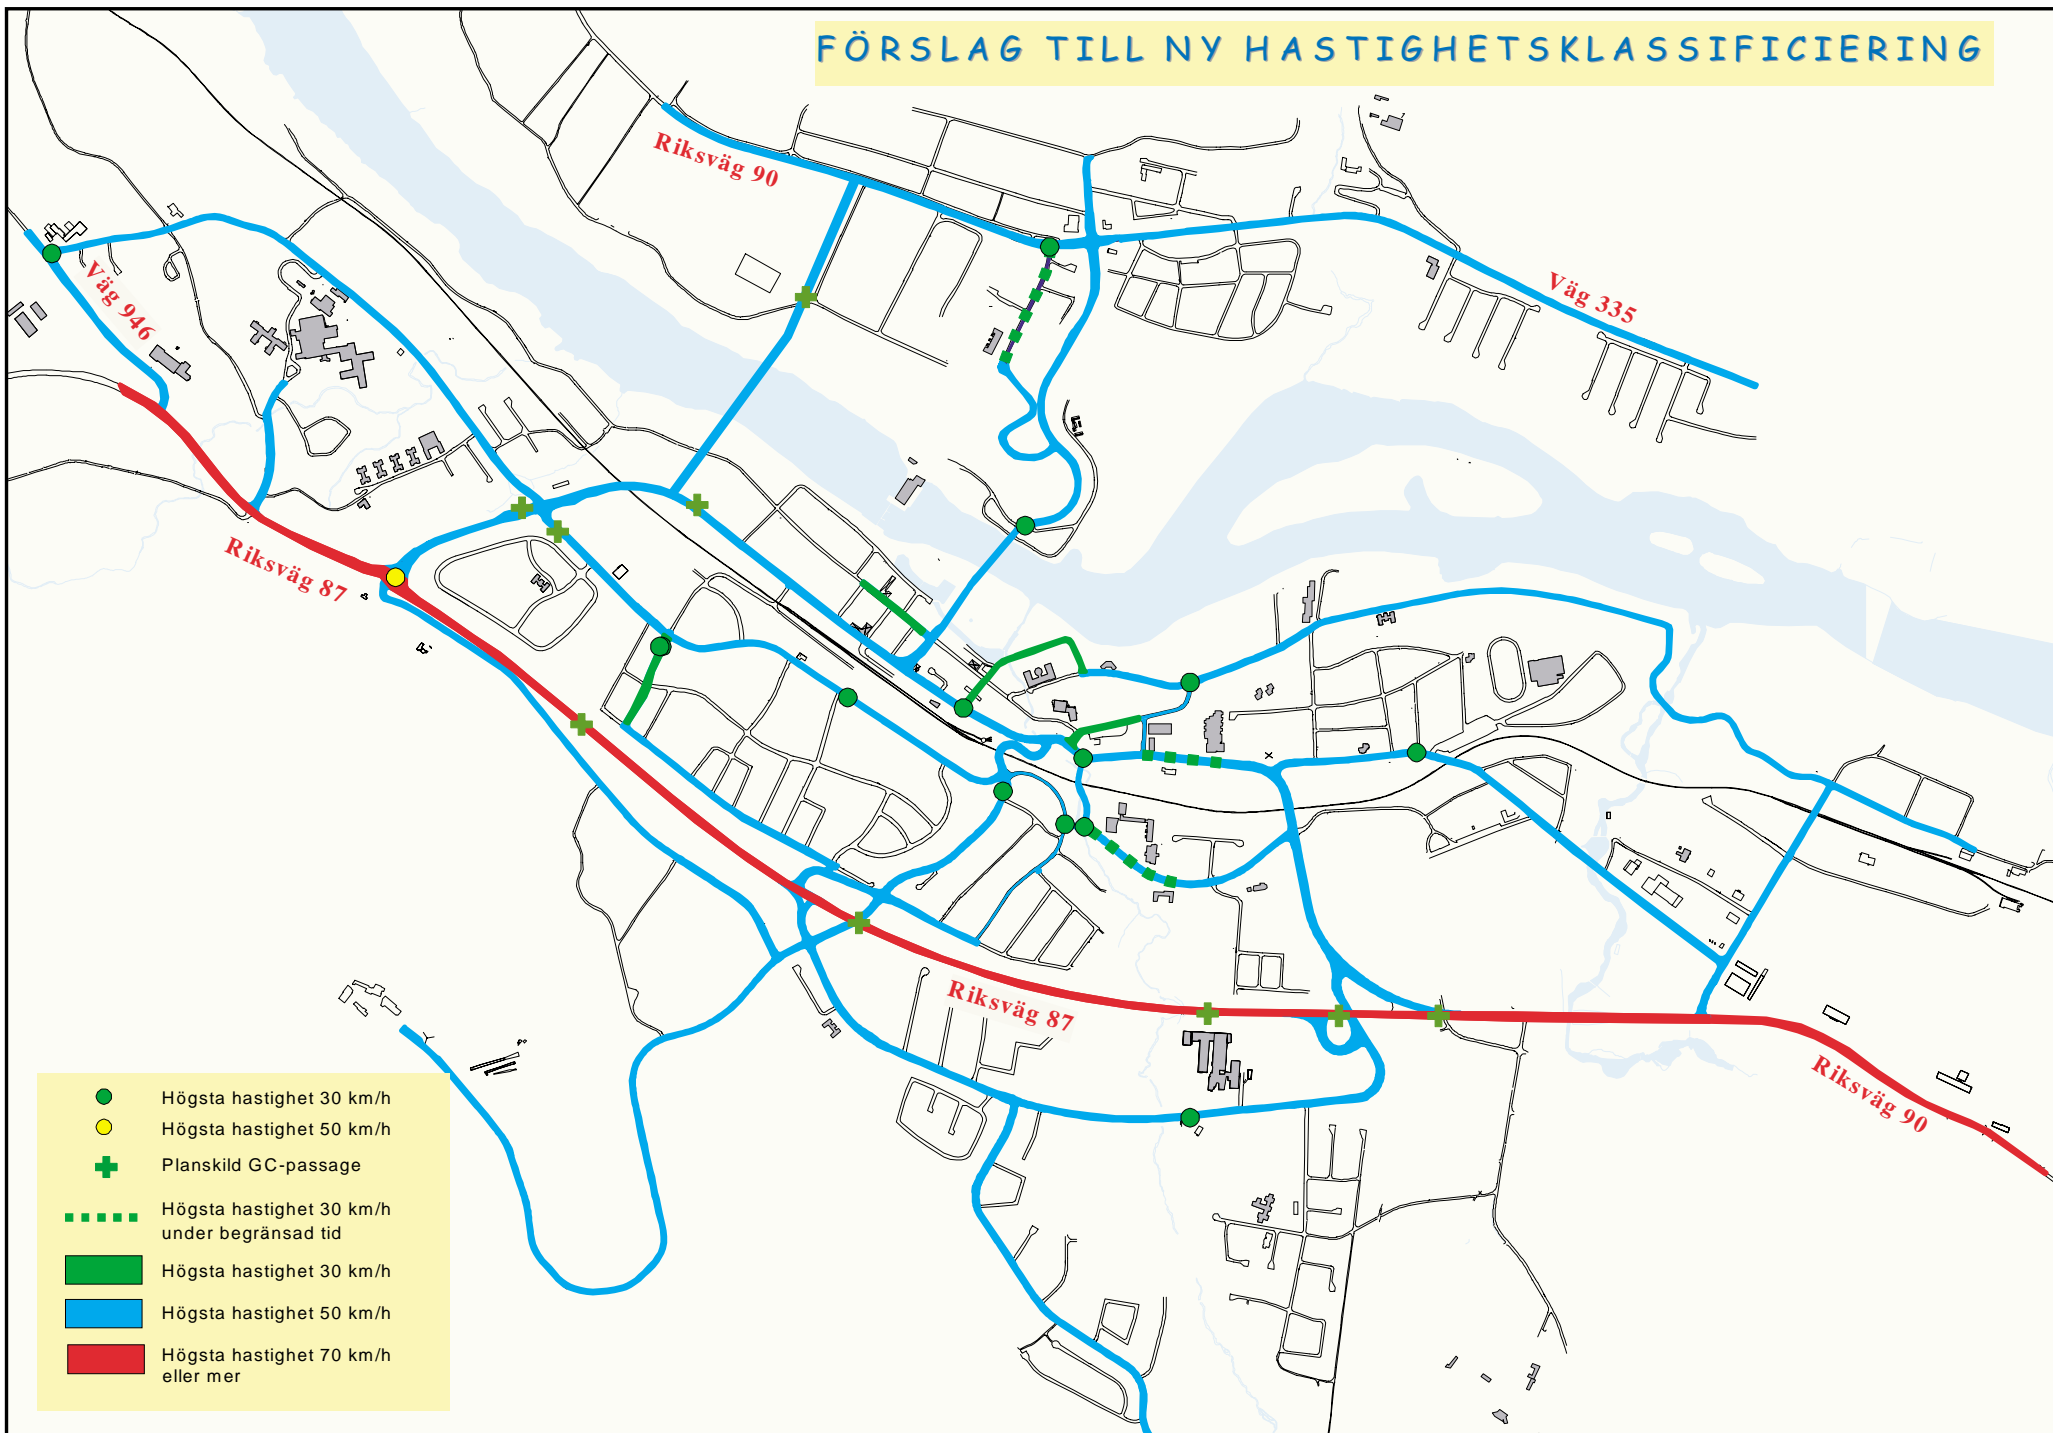 FÖRSLAG TILL NY HASTIGHETSKLASSIFICIERING
Riksväg 90
Väg 946
Väg 335
Riksväg 87
Riksväg 87
Riksväg 90
Högsta hastighet 30 km/h
Högsta hastighet 50 km/h
Planskild GC-passage
Högsta hastighet 30 km/h
under begränsad tid
Högsta hastighet 30 km/h
Högsta hastighet 50 km/h
Högsta hastighet 70 km/h
eller mer